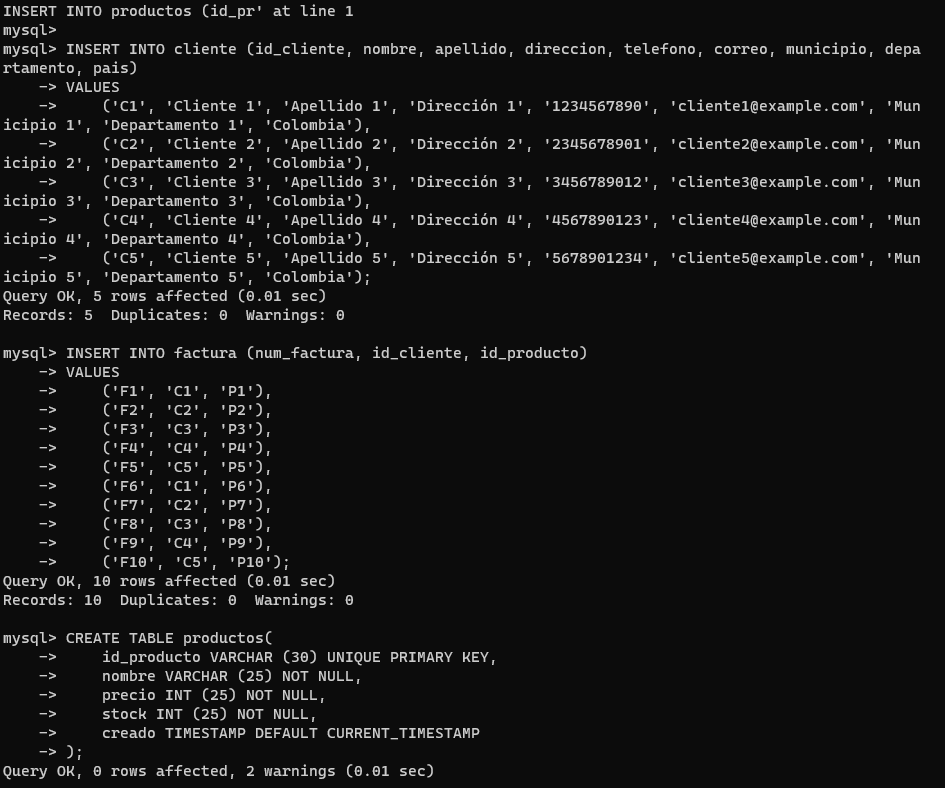 INSERT INTO productos (id_pr' at line 1
mysql>
mysql> INSERT INTO cliente (id_cliente, nombre, apellido, direccion, telefono, correo, municipio, depa
rtamento, pais)
    -> VALUES
    ->     ('C1', 'Cliente 1', 'Apellido 1', 'Dirección 1', '1234567890', 'cliente1@example.com', 'Mun
icipio 1', 'Departamento 1', 'Colombia'),
    ->     ('C2', 'Cliente 2', 'Apellido 2', 'Dirección 2', '2345678901', 'cliente2@example.com', 'Mun
icipio 2', 'Departamento 2', 'Colombia'),
    ->     ('C3', 'Cliente 3', 'Apellido 3', 'Dirección 3', '3456789012', 'cliente3@example.com', 'Mun
icipio 3', 'Departamento 3', 'Colombia'),
    ->     ('C4', 'Cliente 4', 'Apellido 4', 'Dirección 4', '4567890123', 'cliente4@example.com', 'Mun
icipio 4', 'Departamento 4', 'Colombia'),
    ->     ('C5', 'Cliente 5', 'Apellido 5', 'Dirección 5', '5678901234', 'cliente5@example.com', 'Mun
icipio 5', 'Departamento 5', 'Colombia');
Query OK, 5 rows affected (0.01 sec)
Records: 5  Duplicates: 0  Warnings: 0

mysql> INSERT INTO factura (num_factura, id_cliente, id_producto)
    -> VALUES
    ->     ('F1', 'C1', 'P1'),
    ->     ('F2', 'C2', 'P2'),
    ->     ('F3', 'C3', 'P3'),
    ->     ('F4', 'C4', 'P4'),
    ->     ('F5', 'C5', 'P5'),
    ->     ('F6', 'C1', 'P6'),
    ->     ('F7', 'C2', 'P7'),
    ->     ('F8', 'C3', 'P8'),
    ->     ('F9', 'C4', 'P9'),
    ->     ('F10', 'C5', 'P10');
Query OK, 10 rows affected (0.01 sec)
Records: 10  Duplicates: 0  Warnings: 0

mysql> CREATE TABLE productos(
    ->     id_producto VARCHAR (30) UNIQUE PRIMARY KEY,
    ->     nombre VARCHAR (25) NOT NULL,
    ->     precio INT (25) NOT NULL,
    ->     stock INT (25) NOT NULL,
    ->     creado TIMESTAMP DEFAULT CURRENT_TIMESTAMP
    -> );
Query OK, 0 rows affected, 2 warnings (0.01 sec)